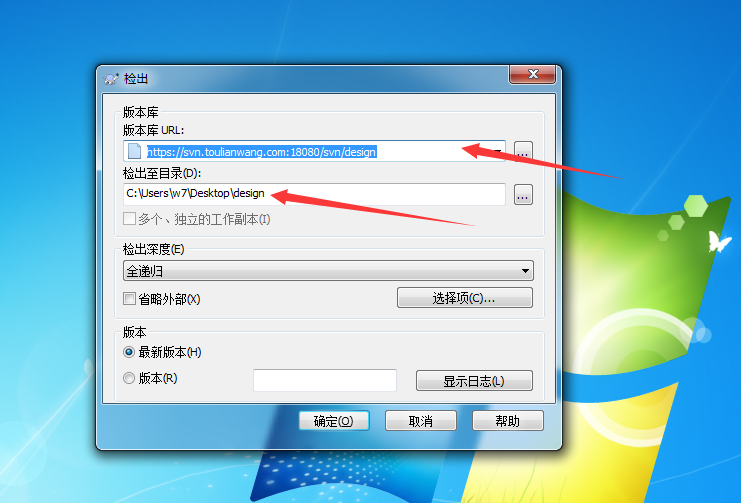 检出
版本库
版本库 URL:
https://svn.toulianwang.com:18080/svn/design
...
检出至目录(D):
C:\Users\w7\Desktop\design
...
多个、独立的工作副本(I)
检出深度(E)
全递归
省略外部(X)
选择项(C)...
版本
最新版本(H)
版本(R)
显示日志(L)
确定(O)
取消
帮助